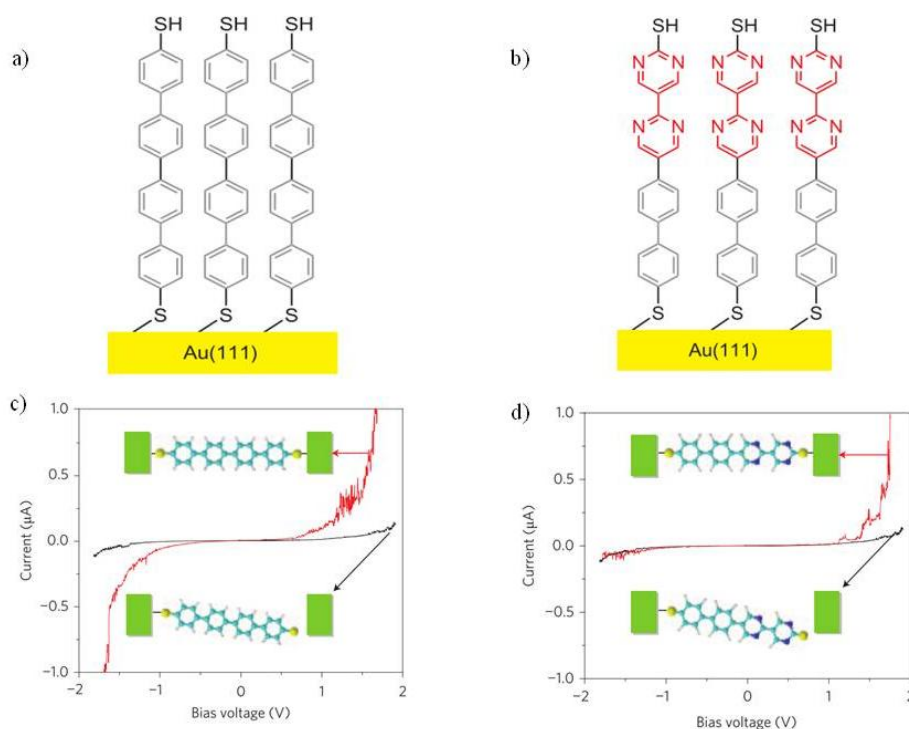 a)
SH SH SH
S S S
Au(111)
b)
SH SH SH
N N N N N N
N N N N N N
S S S
Au(111)
c)
1.0
0.5
0.0
−0.5
−1.0
Current (μA)
−2 −1 0 1 2
Bias voltage (V)
d)
1.0
0.5
0.0
−0.5
−1.0
Current (μA)
−2 −1 0 1 2
Bias voltage (V)